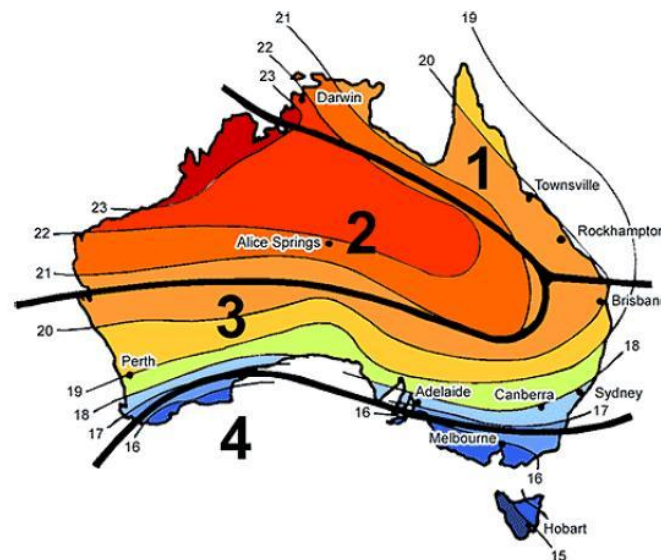 19
21
22
20
23
Darwin
1
Townsville
23
2
Rockhampton
22
Alice Springs
21
Brisbane
3
20
18
Perth
19
Adelaide
Canberra
Sydney
18
16
17
17
4
Melbourne
16
16
Hobart
15